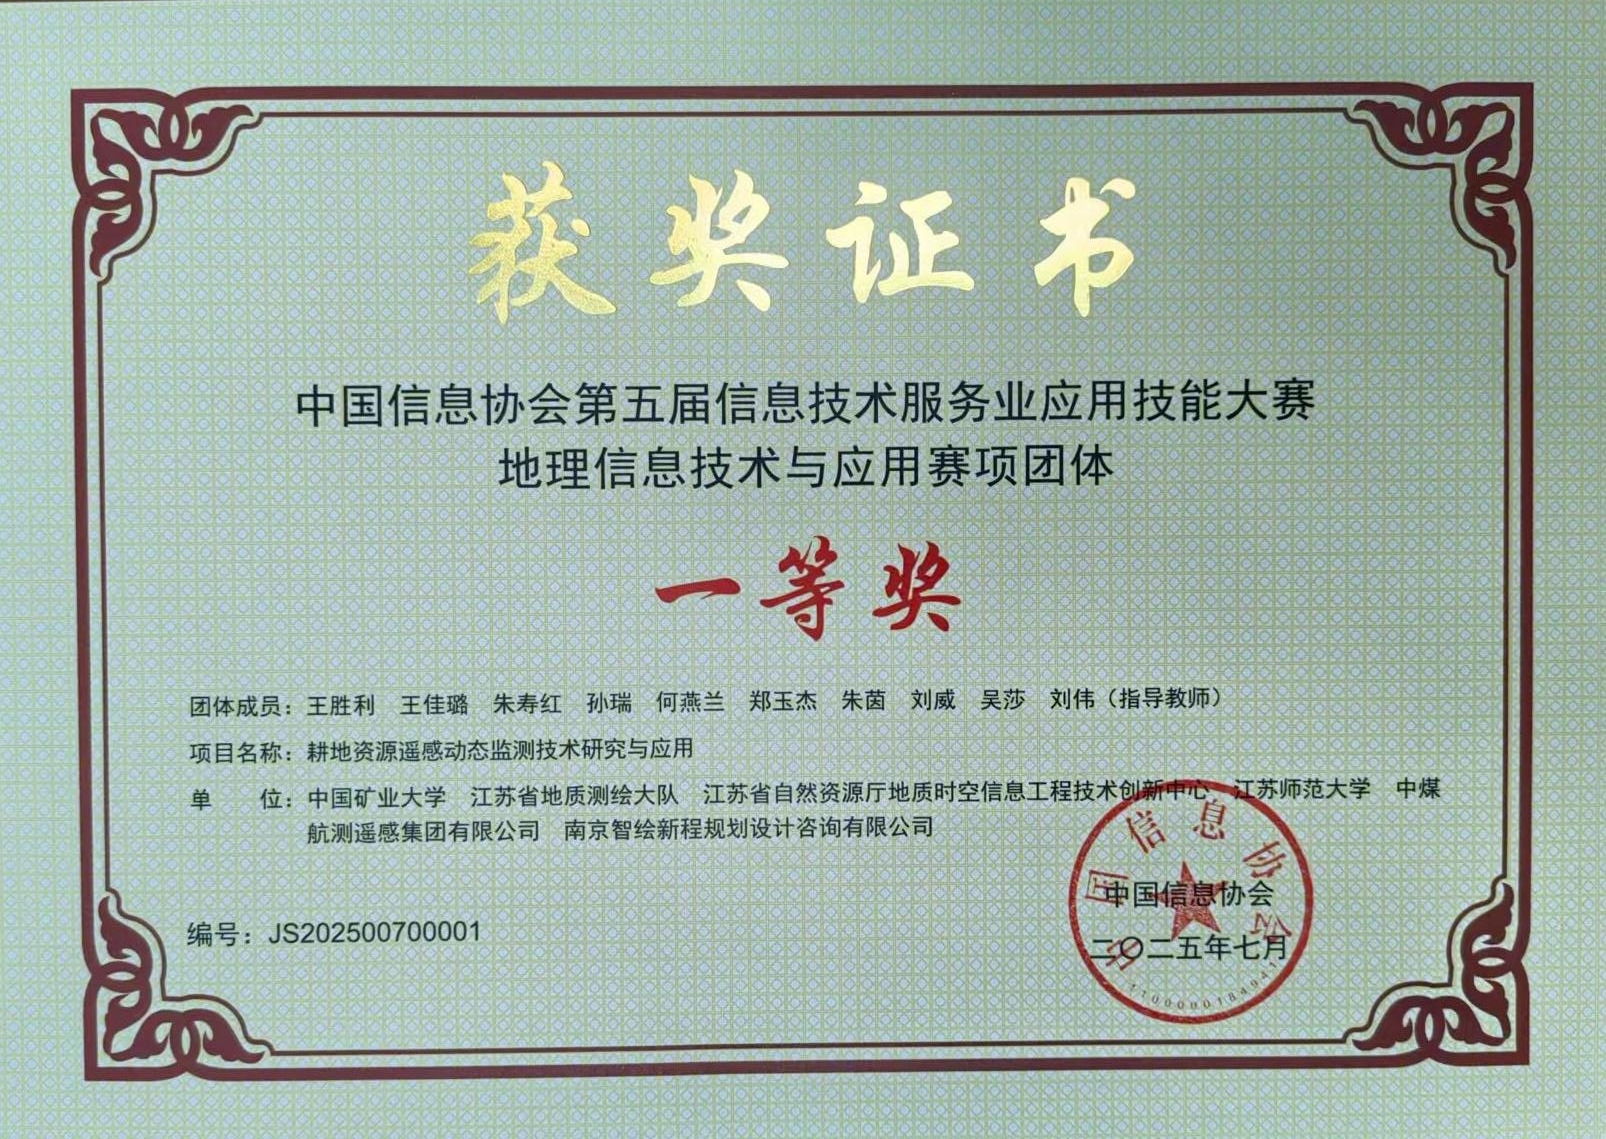 获奖证书
中国信息协会第五届信息技术服务业应用技能大赛
地理信息技术与应用赛项团体
一等奖
团体成员：王胜利 王佳璐 朱寿红 孙瑞 何燕兰 郑玉杰 朱茵 刘威 吴莎 刘伟（指导教师）
项目名称：耕地资源遥感动态监测技术研究与应用
单 位：中国矿业大学 江苏省地质测绘大队 江苏省自然资源厅地质时空信息工程技术创新中心 江苏师范大学 中煤
航测遥感集团有限公司 南京智绘新程规划设计咨询有限公司
中国信息协会
中国信息协会
二〇二五年七月
编号：JS202500700001